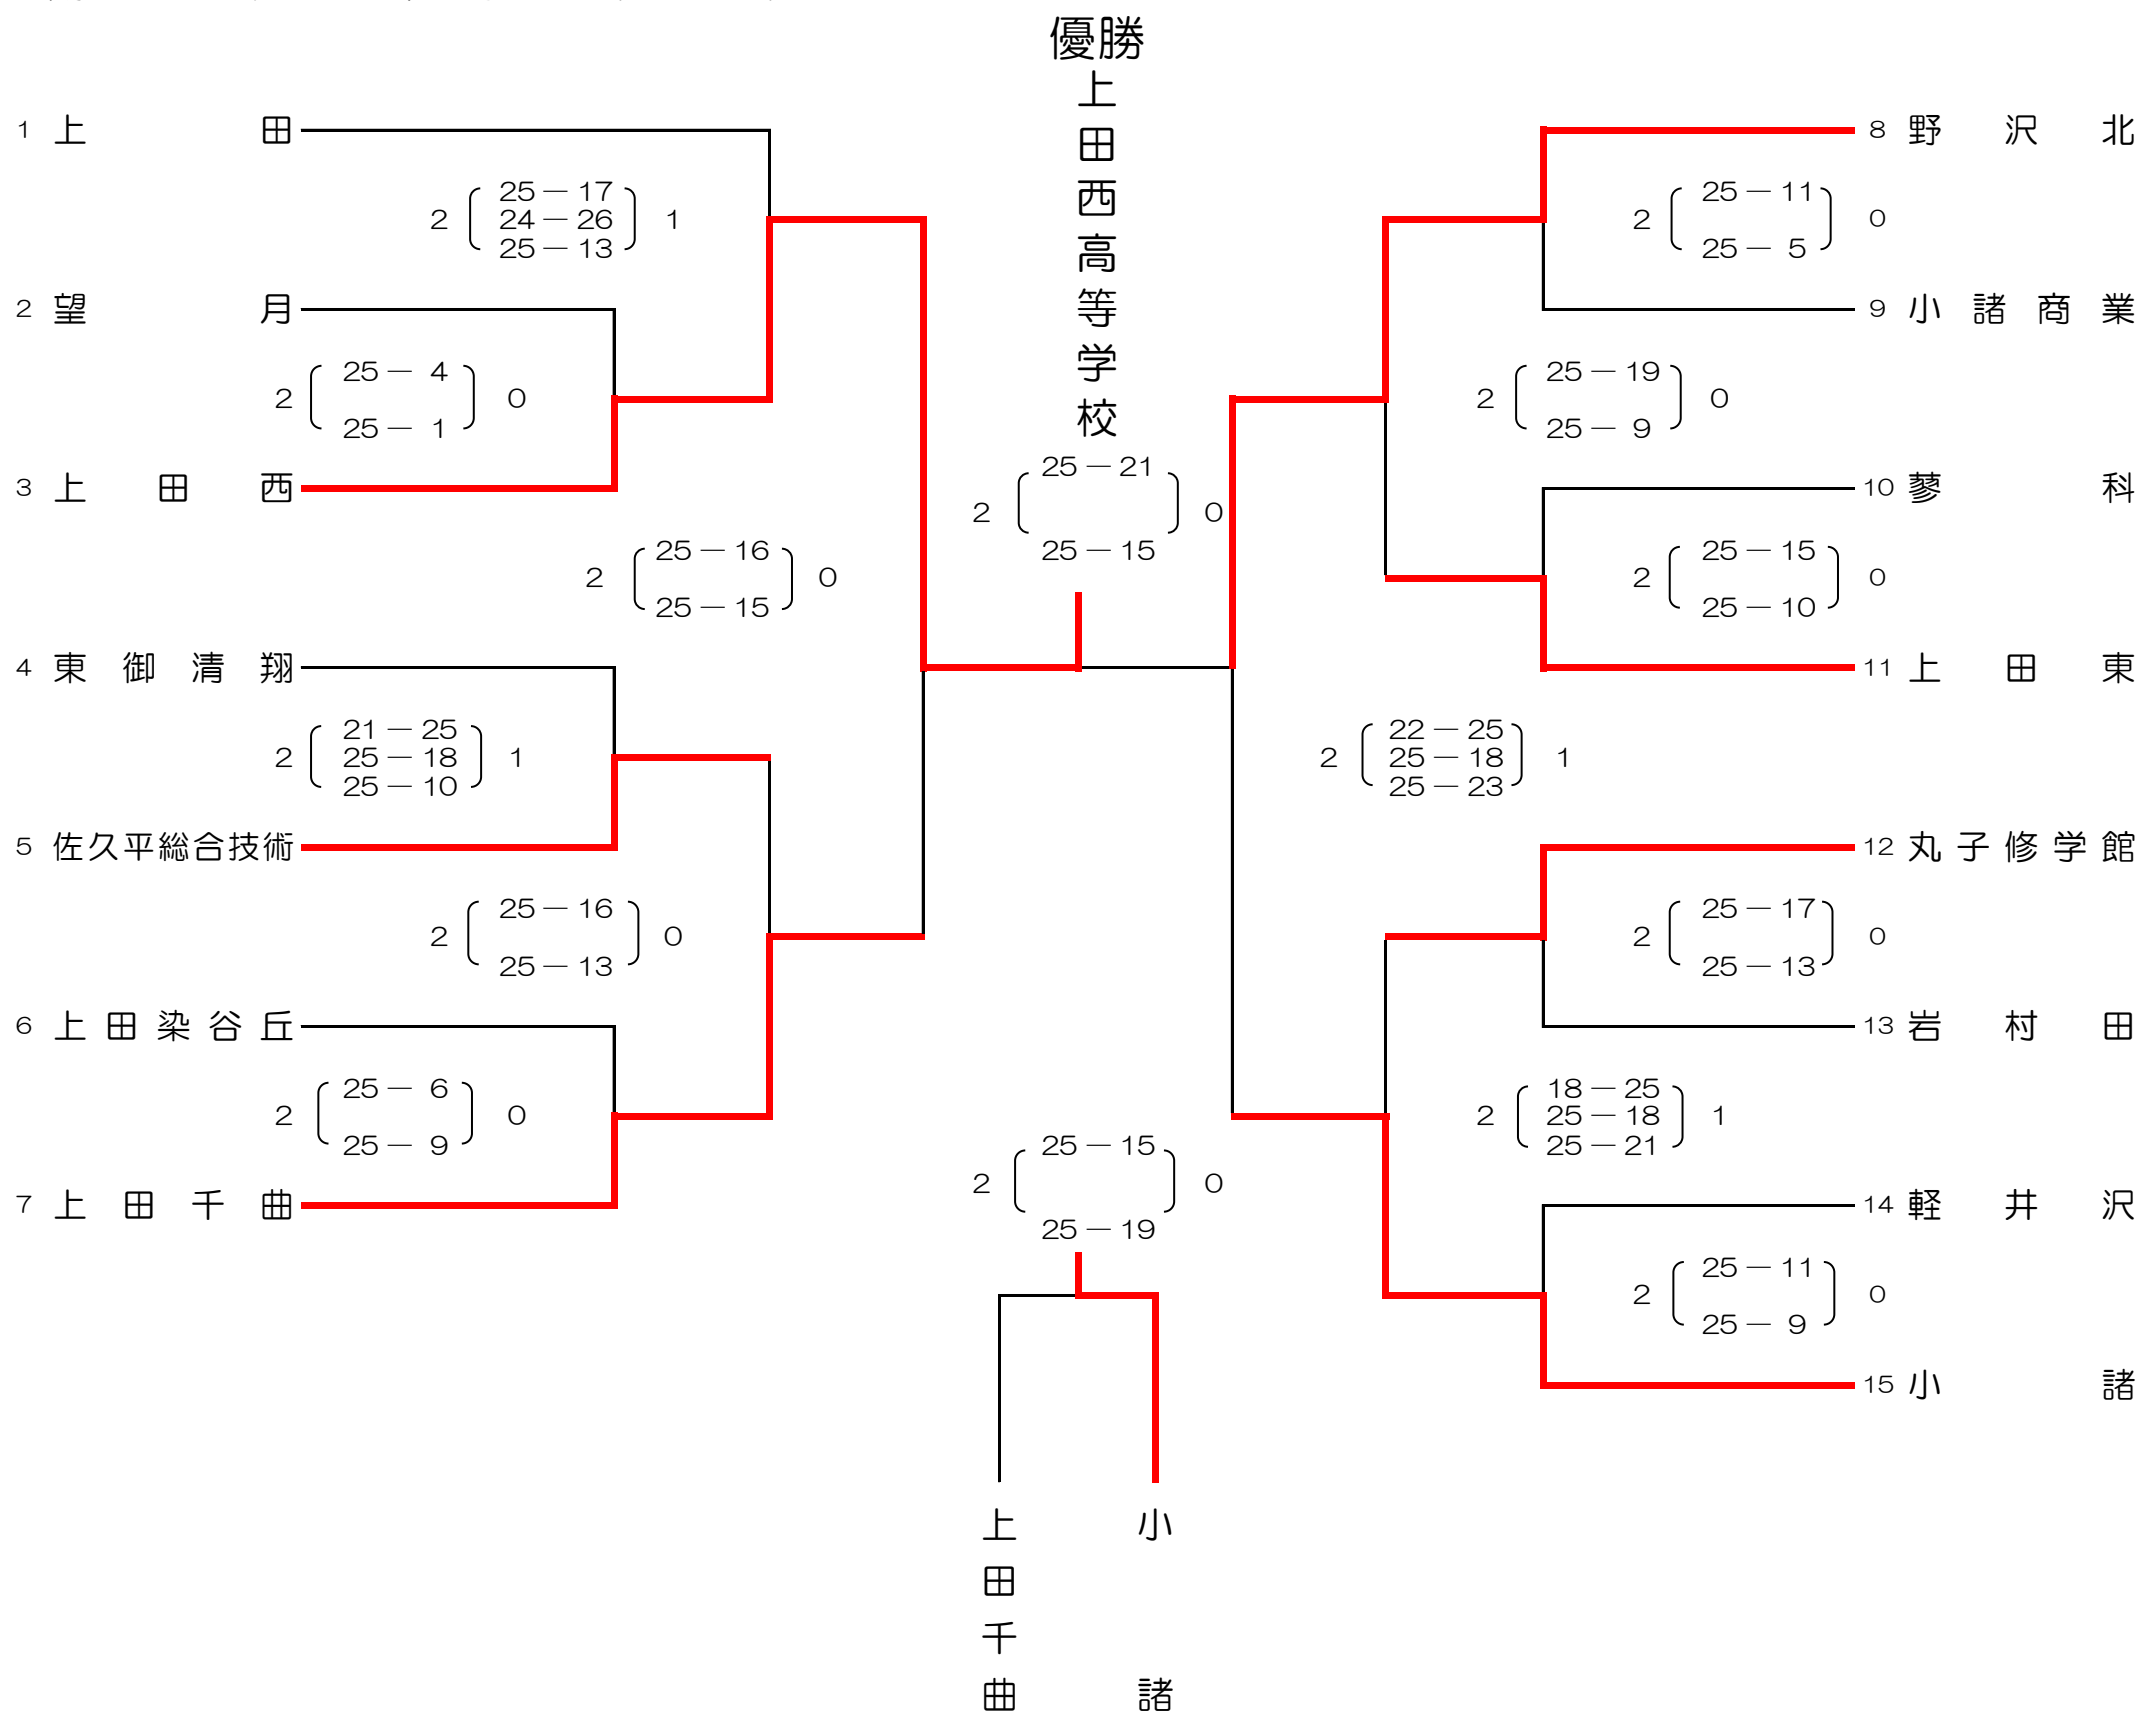 優勝
上田西高等学校
1 上田
2 ( 25－17 24－26 25－13 ) 1
2 望月
2 ( 25－ 4 25－ 1 ) 0
3 上田西
2 ( 25－16 25－15 ) 0
4 東御清翔
2 ( 21－25 25－18 25－10 ) 1
5 佐久平総合技術
2 ( 25－16 25－13 ) 0
6 上田染谷丘
2 ( 25－ 6 25－ 9 ) 0
7 上田千曲
2 ( 25－21 25－15 ) 0
8 野沢北
2 ( 25－11 25－ 5 ) 0
9 小諸商業
2 ( 25－19 25－ 9 ) 0
10 蓼科
2 ( 25－15 25－10 ) 0
11 上田東
2 ( 22－25 25－18 25－23 ) 1
12 丸子修学館
2 ( 25－17 25－13 ) 0
13 岩村田
2 ( 18－25 25－18 25－21 ) 1
14 軽井沢
2 ( 25－11 25－ 9 ) 0
15 小諸
2 ( 25－15 25－19 ) 0
上田千曲
小諸